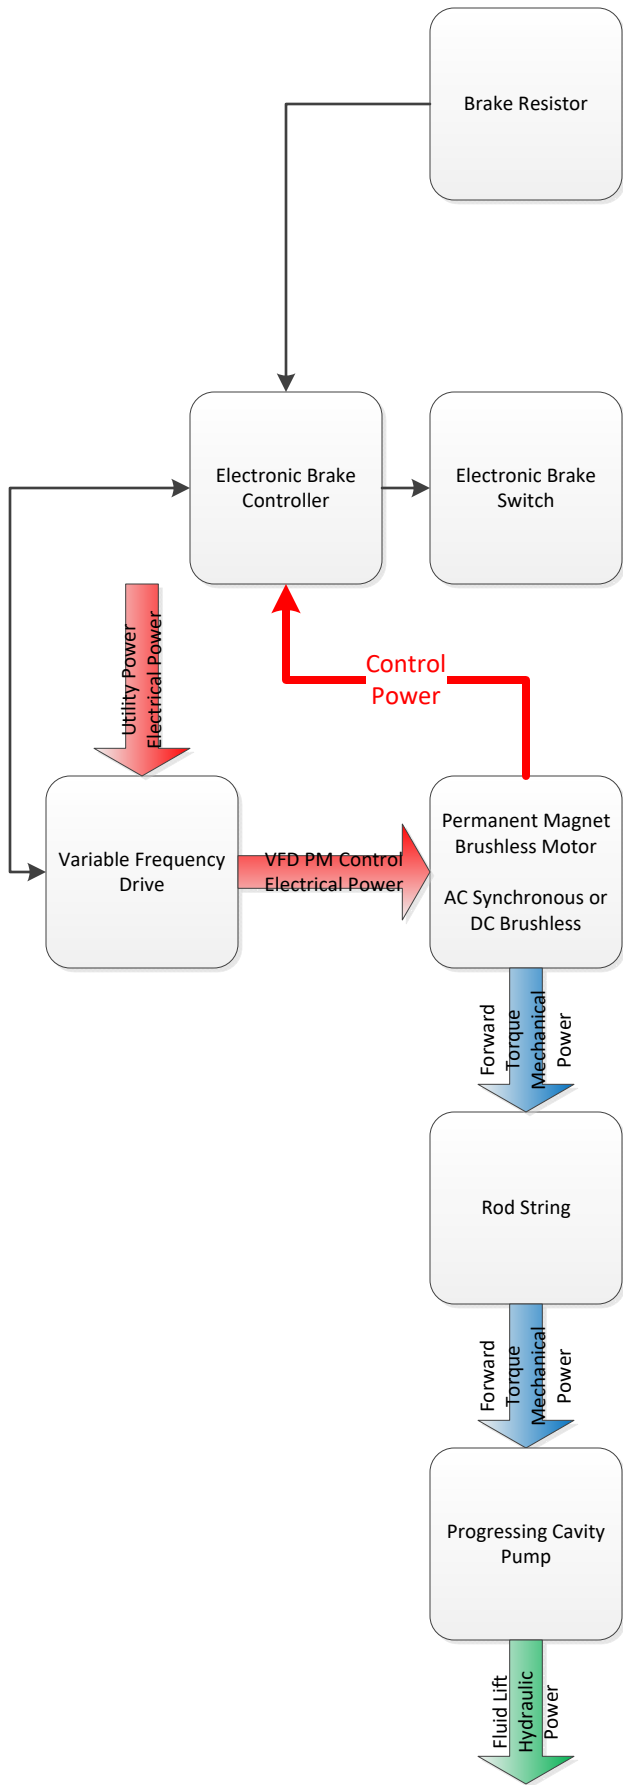 Brake Resistor
Electronic Brake
Controller
Electronic Brake
Switch
Utility Power
Electrical Power
Control
Power
Variable Frequency
Drive
VFD PM Control
Electrical Power
Permanent Magnet
Brushless Motor
AC Synchronous or
DC Brushless
Forward
Torque
Mechanical
Power
Rod String
Forward
Torque
Mechanical
Power
Progressing Cavity
Pump
Fluid Lift
Hydraulic
Power